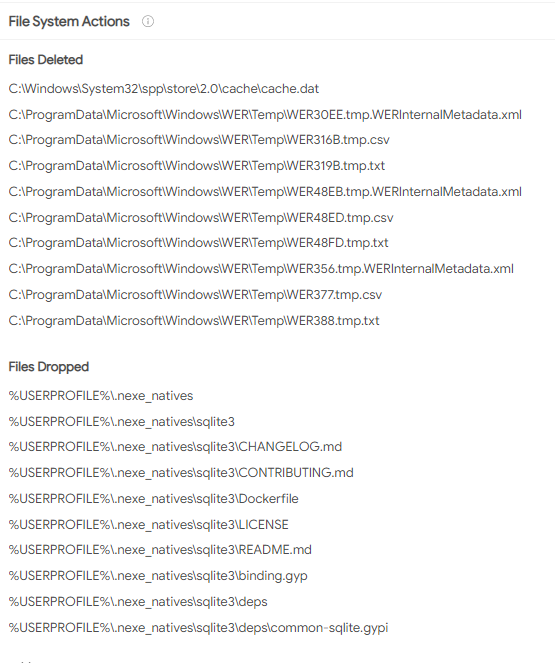 File System Actions
Files Deleted
C:\Windows\System32\spp\store\2.0\cache\cache.dat
C:\ProgramData\Microsoft\Windows\WER\Temp\WER30EE.tmp.WERInternalMetadata.xml
C:\ProgramData\Microsoft\Windows\WER\Temp\WER316B.tmp.csv
C:\ProgramData\Microsoft\Windows\WER\Temp\WER319B.tmp.txt
C:\ProgramData\Microsoft\Windows\WER\Temp\WER48EB.tmp.WERInternalMetadata.xml
C:\ProgramData\Microsoft\Windows\WER\Temp\WER48ED.tmp.csv
C:\ProgramData\Microsoft\Windows\WER\Temp\WER48FD.tmp.txt
C:\ProgramData\Microsoft\Windows\WER\Temp\WER356.tmp.WERInternalMetadata.xml
C:\ProgramData\Microsoft\Windows\WER\Temp\WER377.tmp.csv
C:\ProgramData\Microsoft\Windows\WER\Temp\WER388.tmp.txt
Files Dropped
%USERPROFILE%\.nexe_natives
%USERPROFILE%\.nexe_natives\sqlite3
%USERPROFILE%\.nexe_natives\sqlite3\CHANGELOG.md
%USERPROFILE%\.nexe_natives\sqlite3\CONTRIBUTING.md
%USERPROFILE%\.nexe_natives\sqlite3\Dockerfile
%USERPROFILE%\.nexe_natives\sqlite3\LICENSE
%USERPROFILE%\.nexe_natives\sqlite3\README.md
%USERPROFILE%\.nexe_natives\sqlite3\binding.gyp
%USERPROFILE%\.nexe_natives\sqlite3\deps
%USERPROFILE%\.nexe_natives\sqlite3\deps\common-sqlite.gypi